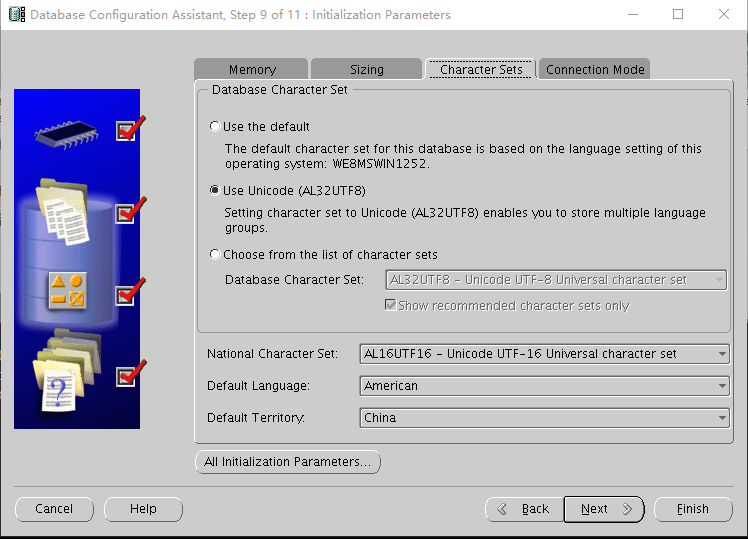 Database Configuration Assistant, Step 9 of 11 : Initialization Parameters
Memory
Sizing
Character Sets
Connection Mode
Database Character Set
Use the default
The default character set for this database is based on the language setting of this
operating system: WE8MSWIN1252.
Use Unicode (AL32UTF8)
Setting character set to Unicode (AL32UTF8) enables you to store multiple language
groups.
Choose from the list of character sets
Database Character Set: AL32UTF8 - Unicode UTF-8 Universal character set
Show recommended character sets only
National Character Set: AL16UTF16 - Unicode UTF-16 Universal character set
Default Language: American
Default Territory: China
All Initialization Parameters...
Cancel
Help
Back
Next
Finish